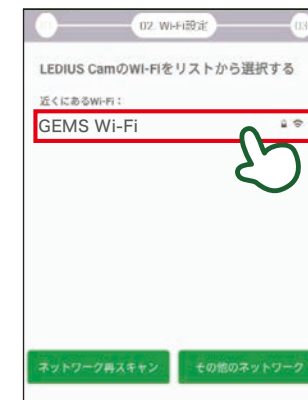 02. Wi-Fi設定
03
LEDIUS CamのWi-Fiをリストから選択する
近くにあるWi-Fi：
GEMS Wi-Fi
ネットワーク再スキャン
その他のネットワーク